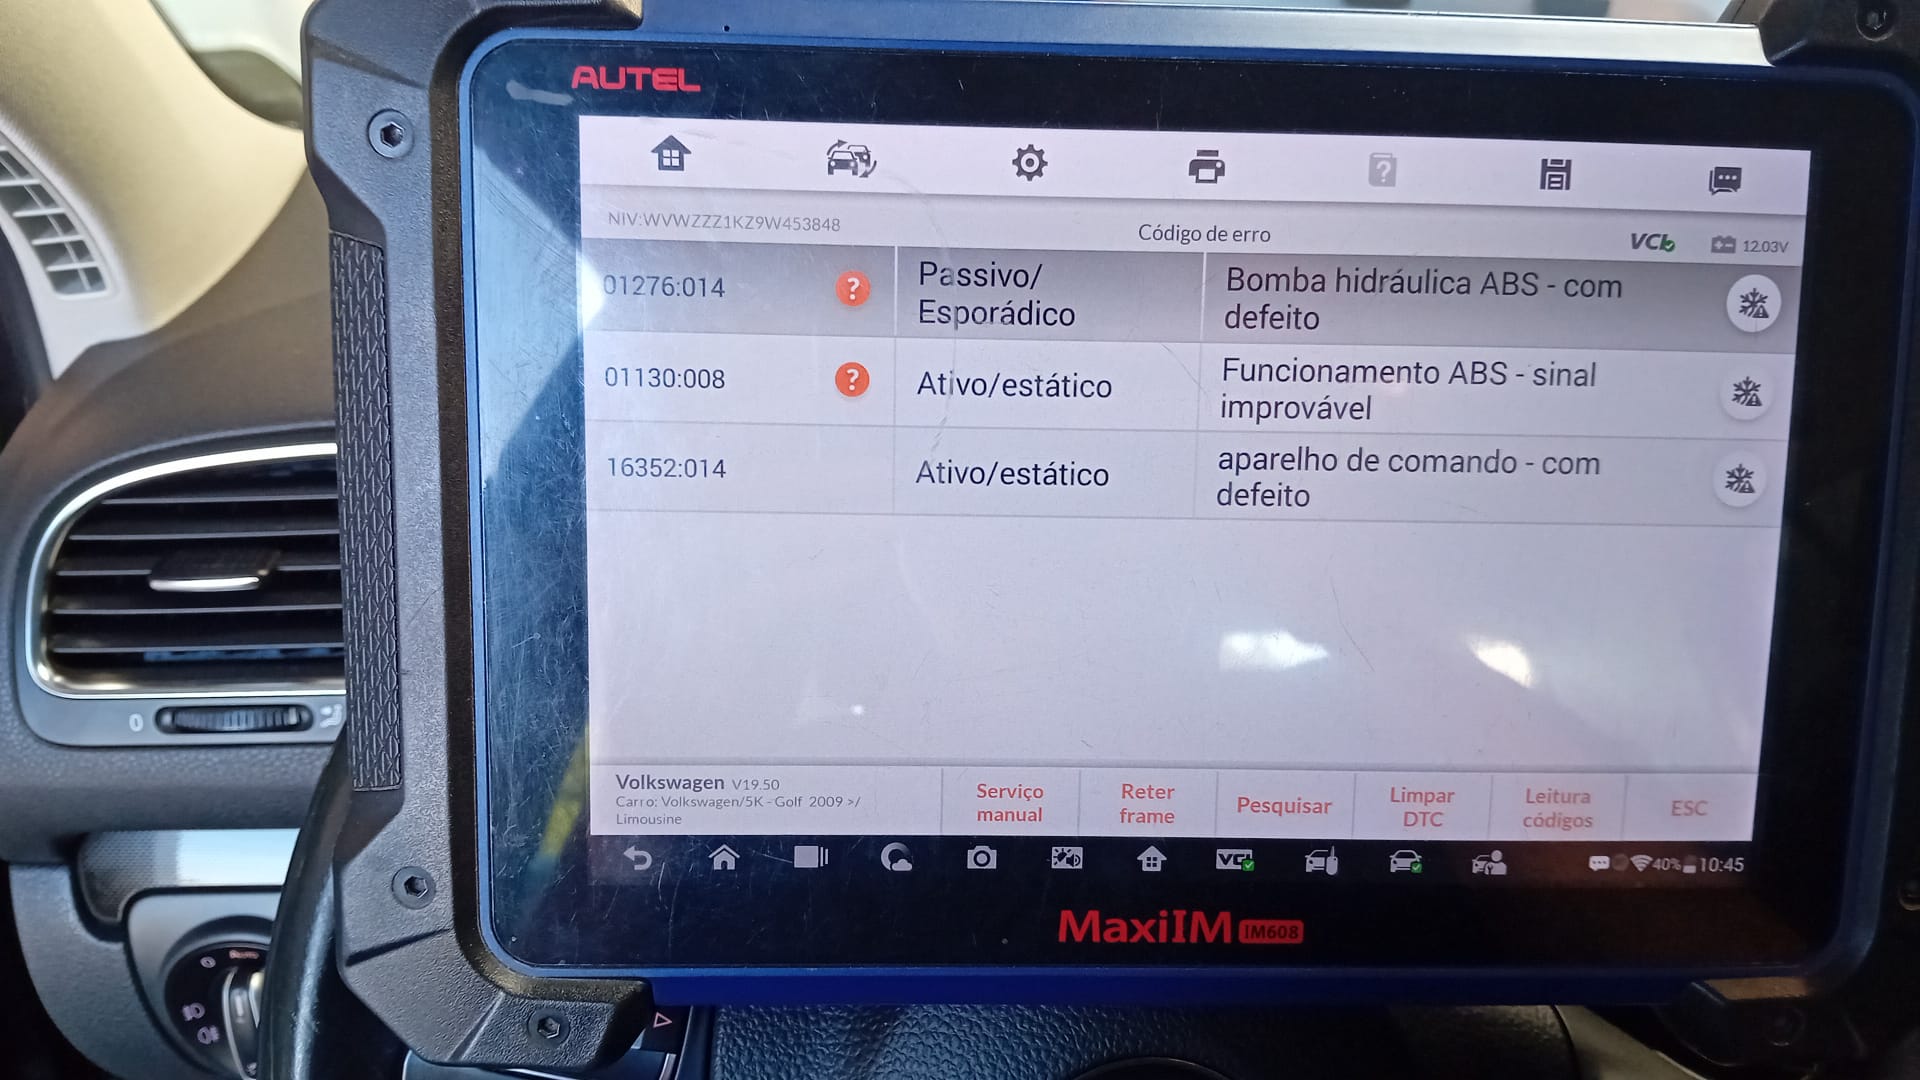 AUTEL
NIV:WVWZZZ1KZ9W453848
Código de erro
VCI
12.03V
01276:014
?
Passivo/
Esporádico
Bomba hidráulica ABS - com
defeito
01130:008
?
Ativo/estático
Funcionamento ABS - sinal
improvável
16352:014
Ativo/estático
aparelho de comando - com
defeito
Volkswagen V19.50
Carro: Volkswagen/5K - Golf 2009 >/
Limousine
Serviço
manual
Reter
frame
Pesquisar
Limpar
DTC
Leitura
códigos
ESC
VCI
40%
10:45
MaxiIM IM608
0
0